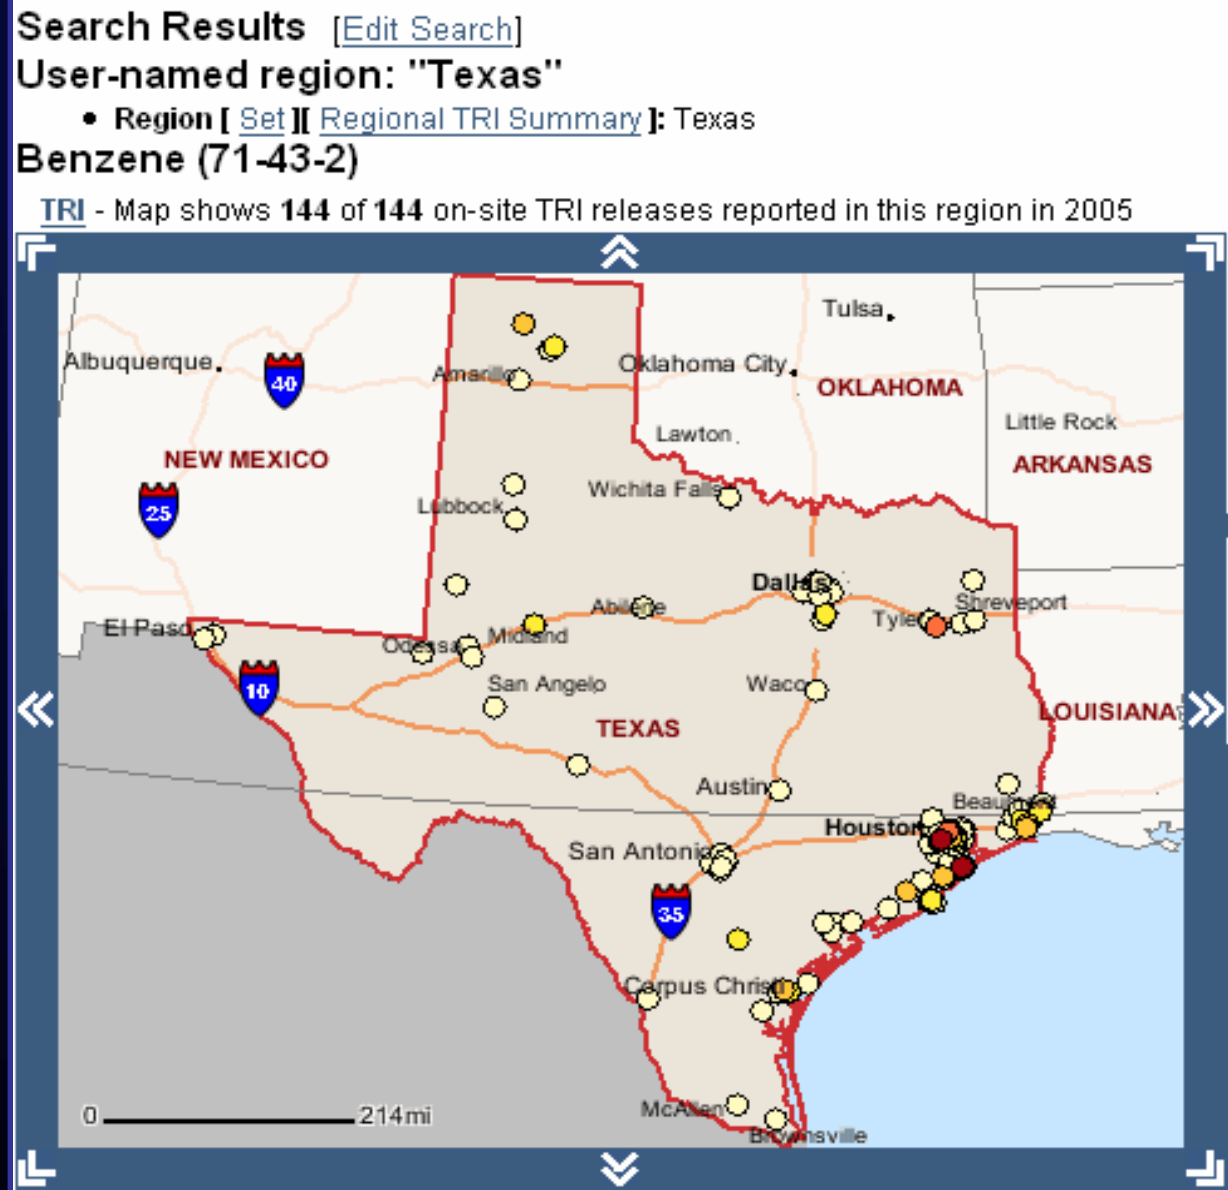 Search Results [Edit Search]
User-named region: "Texas"
• Region [ Set ][ Regional TRI Summary ]: Texas
Benzene (71-43-2)
TRI - Map shows 144 of 144 on-site TRI releases reported in this region in 2005
Tulsa
Albuquerque
40
Amarillo
Oklahoma City
OKLAHOMA
Little Rock
Lawton
NEW MEXICO
ARKANSAS
25
Lubbock
Wichita Falls
Dallas
Abilene
Shreveport
Tyler
El Paso
Odessa
Midland
10
San Angelo
Waco
TEXAS
LOUISIANA
Austin
Beaumont
Houston
San Antonio
35
Corpus Christi
McAllen
Brownsville
0 214mi